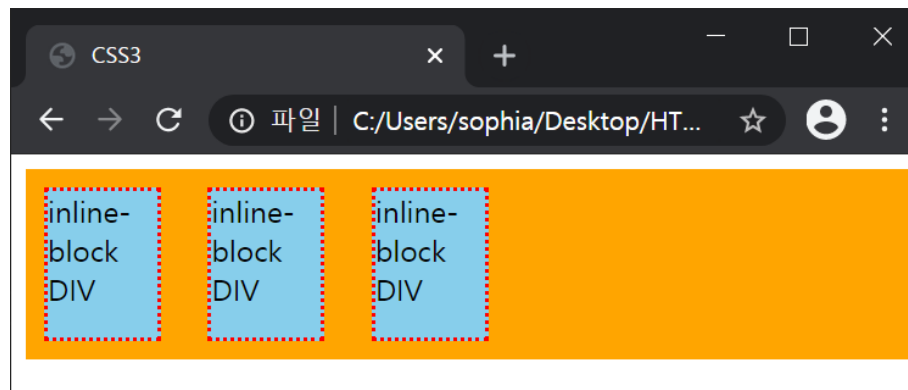 CSS3
파일 C:/Users/sophia/Desktop/HT...
inline-
block
DIV
inline-
block
DIV
inline-
block
DIV